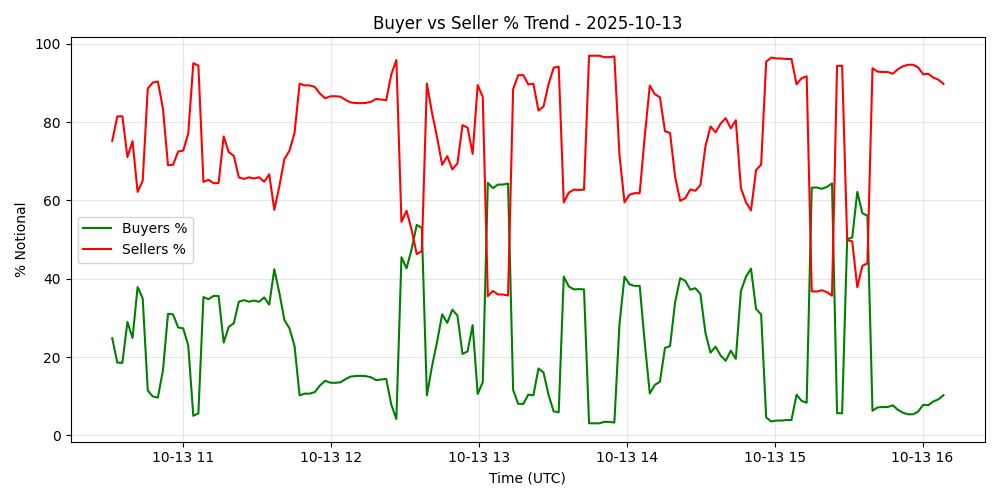 Buyer vs Seller % Trend - 2025-10-13
100
80
60
40
20
0
% Notional
Buyers %
Sellers %
10-13 11
10-13 12
10-13 13
10-13 14
10-13 15
10-13 16
Time (UTC)